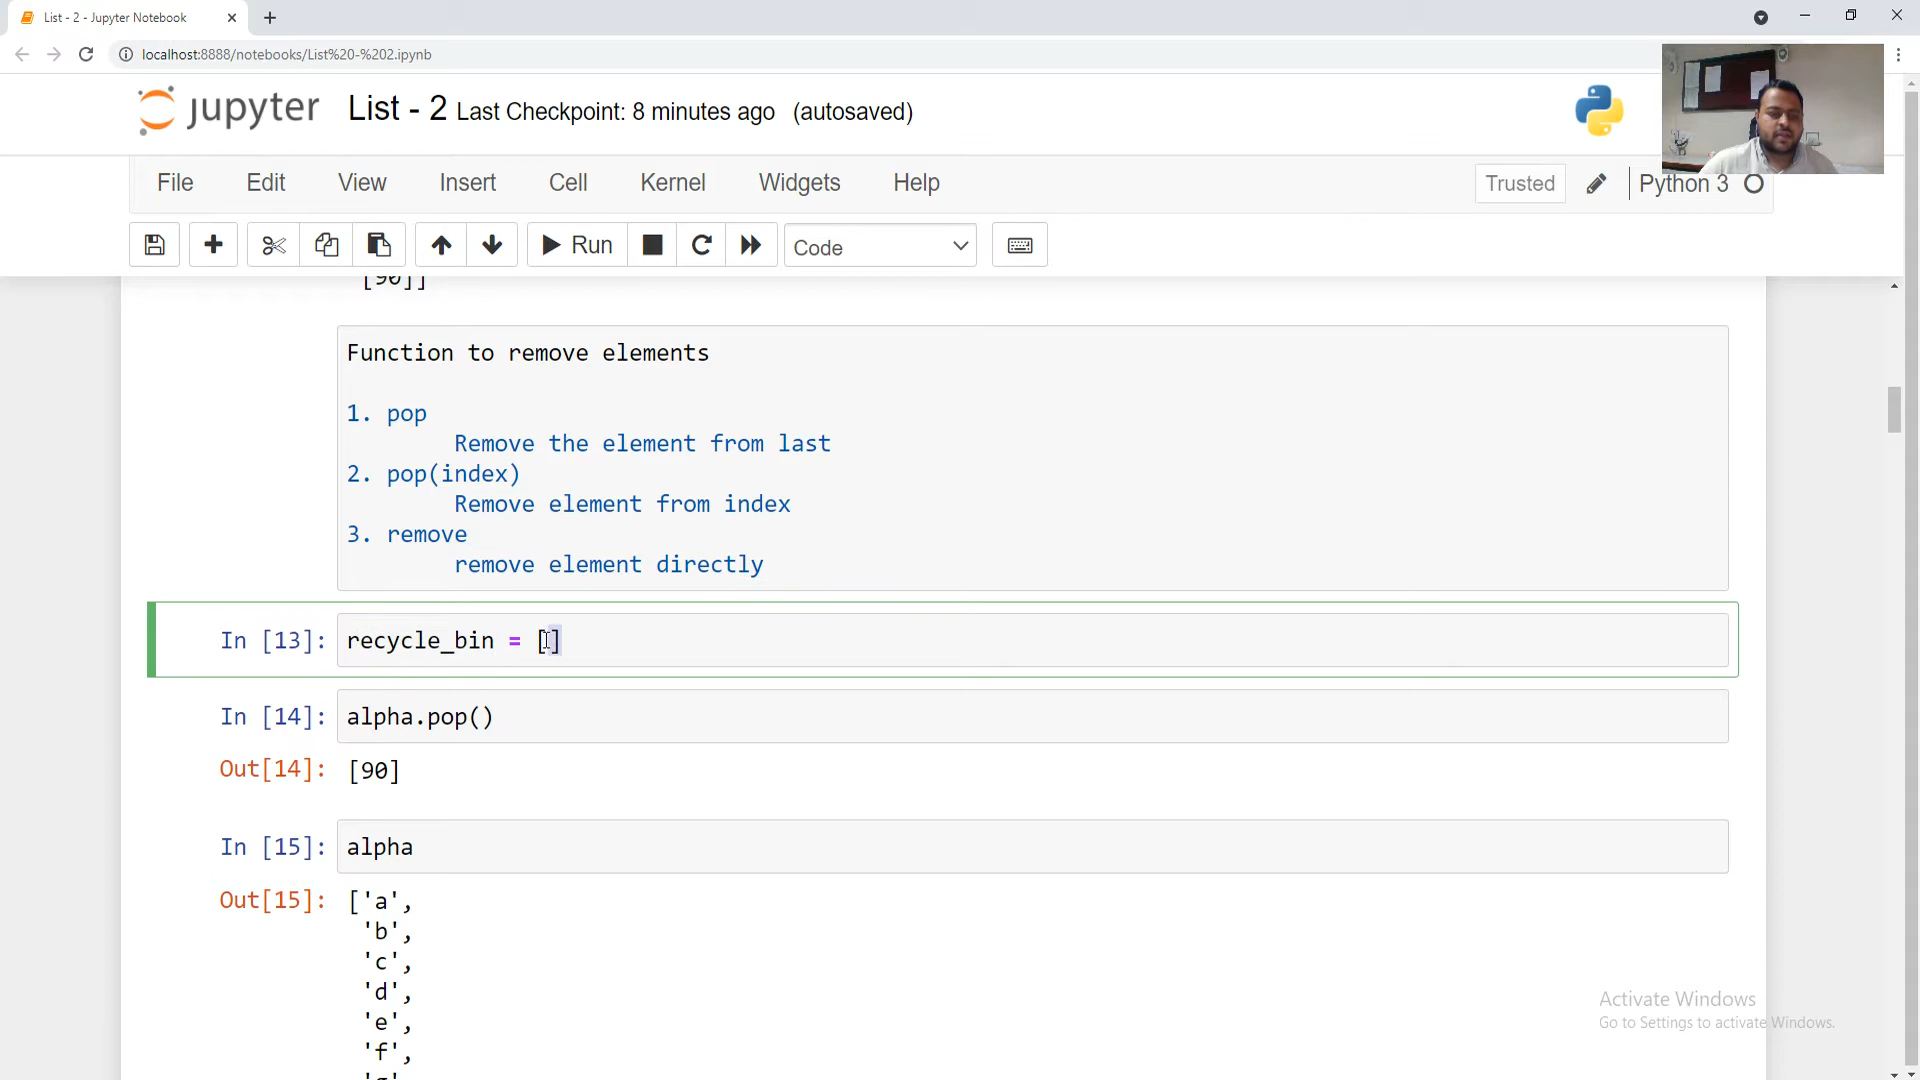 List - 2 - Jupyter Notebook
localhost:8888/notebooks/List%20-%202.ipynb
jupyter List - 2 Last Checkpoint: 8 minutes ago (autosaved)
File Edit View Insert Cell Kernel Widgets Help Trusted Python 3
Run Code
[90]]
Function to remove elements
1. pop
Remove the element from last
2. pop(index)
Remove element from index
3. remove
remove element directly
In [13]: recycle_bin = []
In [14]: alpha.pop()
Out[14]: [90]
In [15]: alpha
Out[15]: ['a',
'b',
'c',
'd',
'e',
'f',
Activate Windows
Go to Settings to activate Windows.